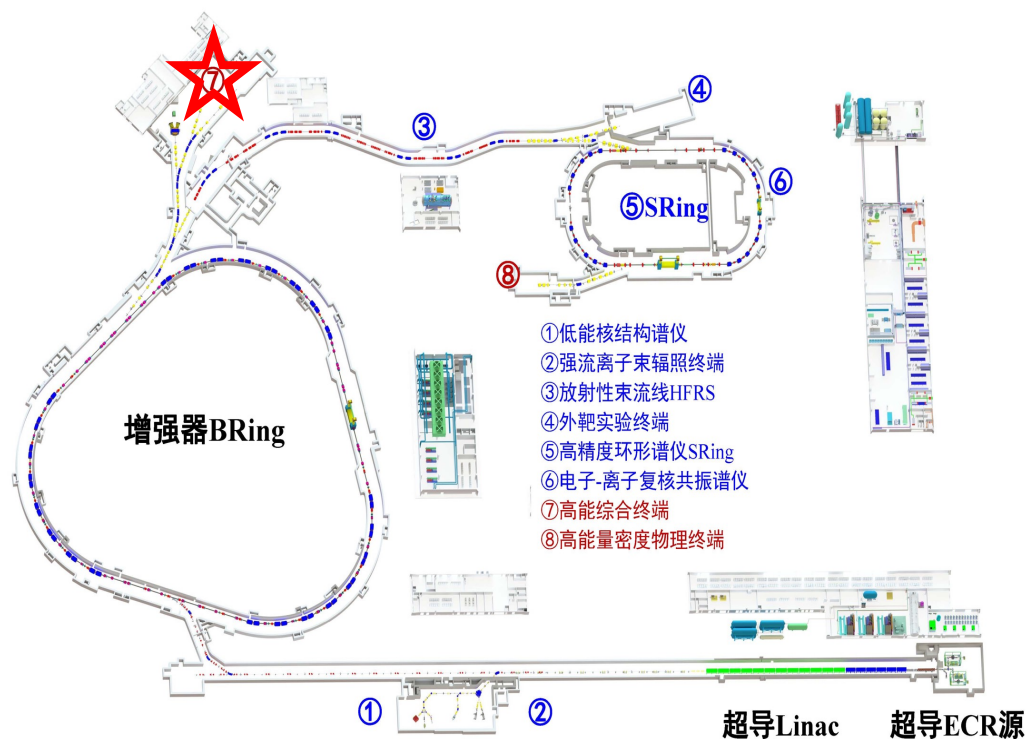 ⑦
④
③
⑥
⑤SRing
⑧
①低能核结构谱仪
②强流离子束辐照终端
③放射性束流线HFRS
④外靶实验终端
⑤高精度环形谱仪SRing
⑥电子-离子复核共振谱仪
⑦高能综合终端
⑧高能量密度物理终端
增强器BRing
①
②
超导Linac
超导ECR源